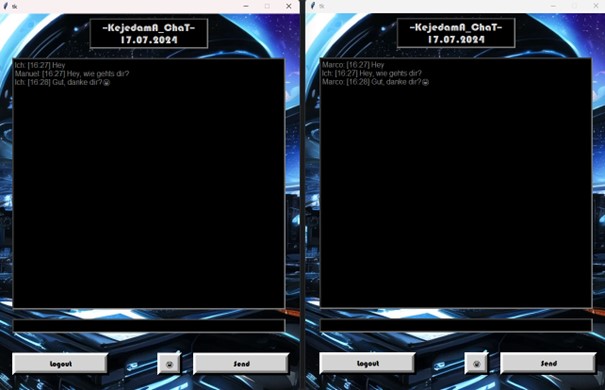 tk
-KejedamA_ChaT-
17.07.2024
Ich: [16:27] Hey
Manuel: [16:27] Hey, wie gehts dir?
Ich: [16:28] Gut, danke dir?😀
Logout
😀
Send
tk
-KejedamA_ChaT-
17.07.2024
Marco: [16:27] Hey
Ich: [16:27] Hey, wie gehts dir?
Marco: [16:28] Gut, danke dir?😀
Logout
😀
Send